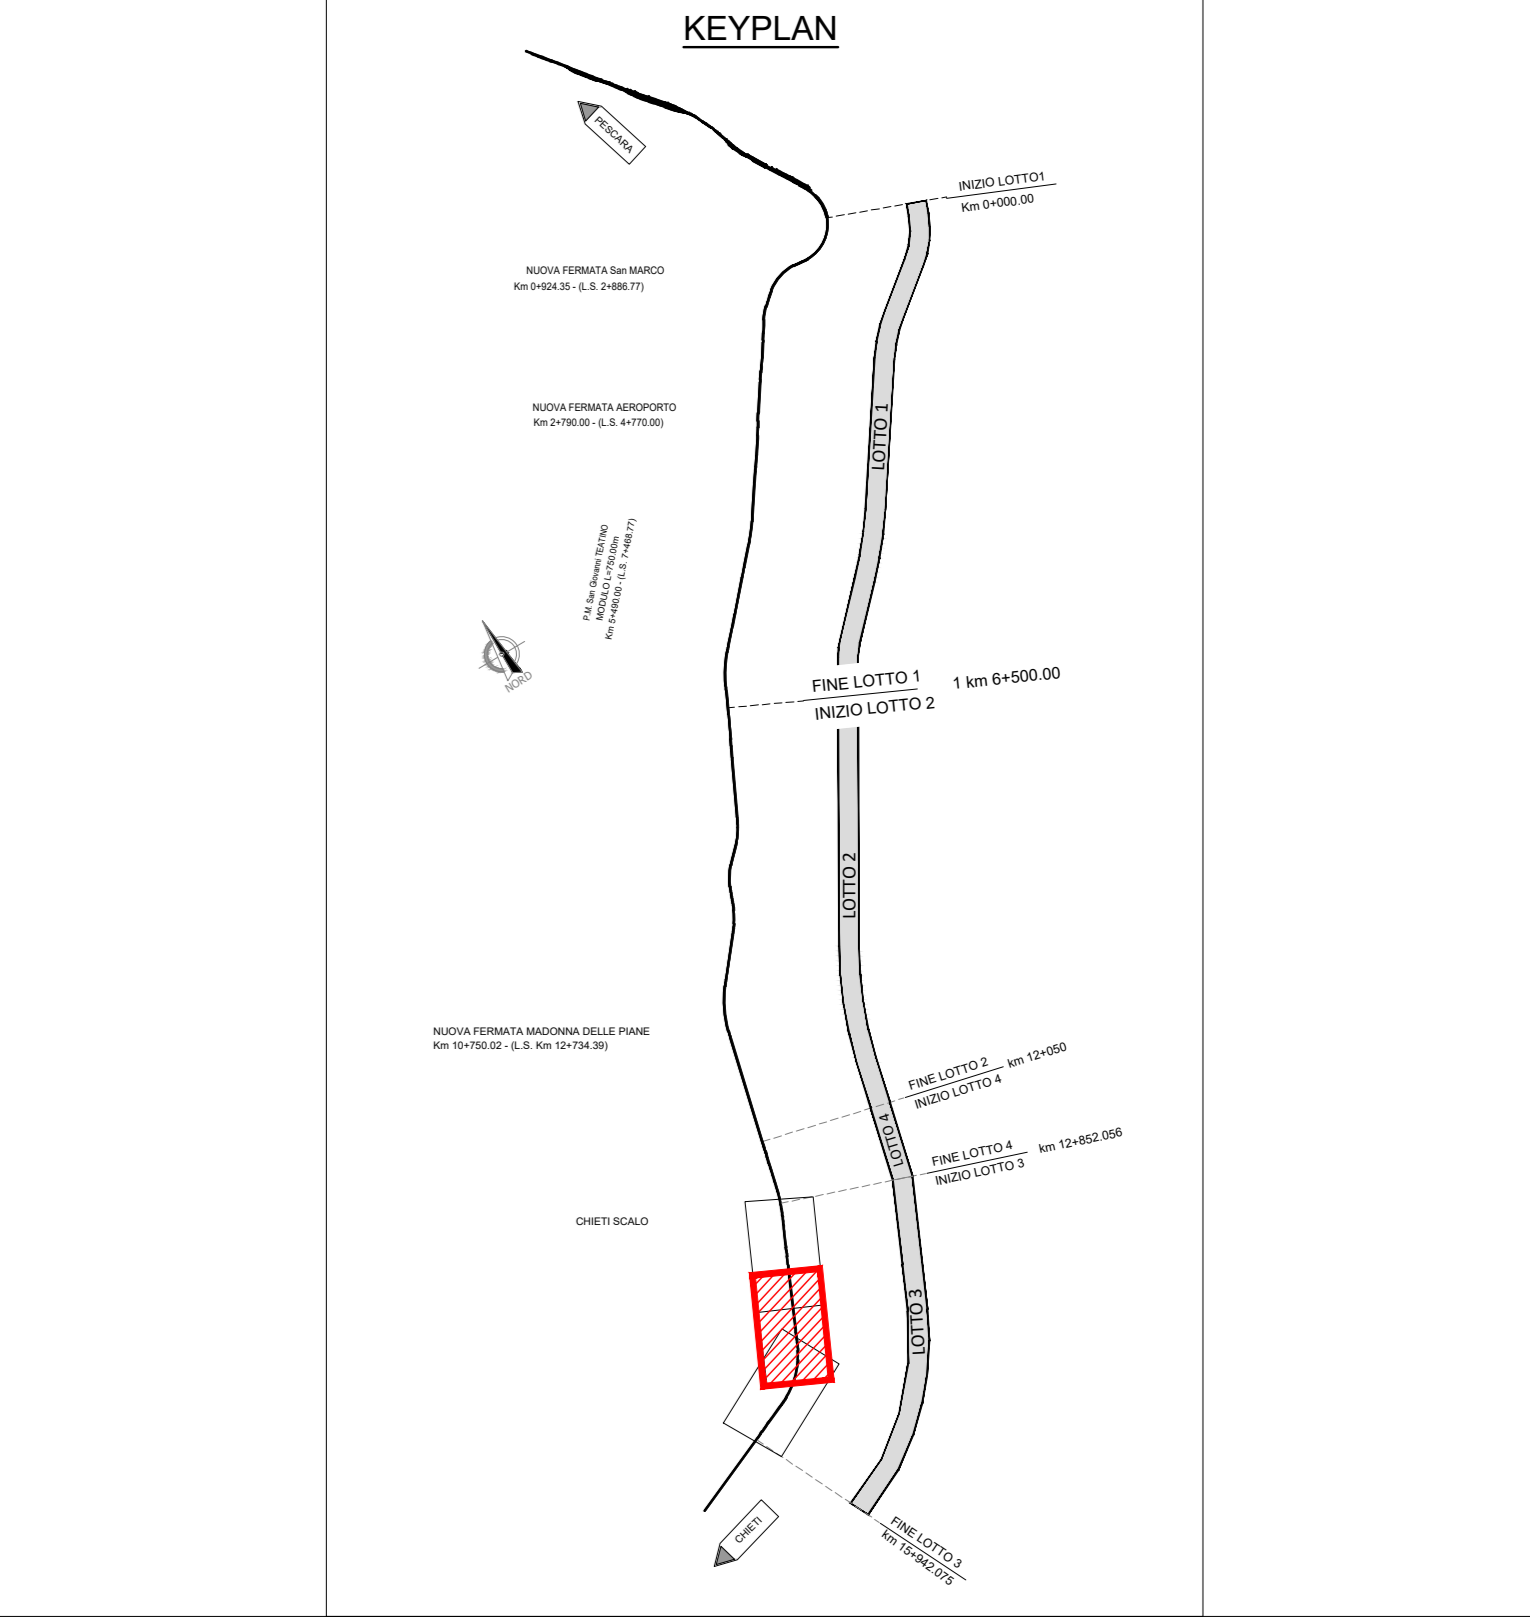 KEYPLAN
PESCARA
INIZIO LOTTO1
Km 0+000.00
NUOVA FERMATA San MARCO
Km 0+924.35 - (L.S. 2+886.77)
NUOVA FERMATA AEROPORTO
Km 2+790.00 - (L.S. 4+770.00)
LOTTO 1
P.M. San Giovanni TEATINO
MODULO L=750.00m
Km 5+490.00 - (L.S. 7+468.77)
NORD
FINE LOTTO 1
1 km 6+500.00
INIZIO LOTTO 2
LOTTO 2
NUOVA FERMATA MADONNA DELLE PIANE
Km 10+750.02 - (L.S. Km 12+734.39)
FINE LOTTO 2
km 12+050
INIZIO LOTTO 4
LOTTO 4
FINE LOTTO 4
km 12+852.056
INIZIO LOTTO 3
CHIETI SCALO
LOTTO 3
CHIETI
FINE LOTTO 3
km 15+942.075